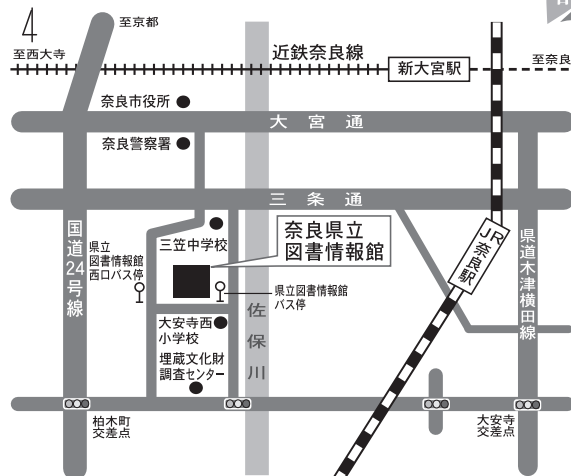 4
至京都
至西大寺
近鉄奈良線
新大宮駅
至奈良
奈良市役所
大宮通
奈良警察署
三条通
国道24号線
三笠中学校
奈良県立
図書情報館
県立
図書情報館
西口バス停
県立図書情報館
バス停
JR奈良駅
県道木津横田線
佐保川
大安寺西
小学校
埋蔵文化財
調査センター
柏木町
交差点
大安寺
交差点